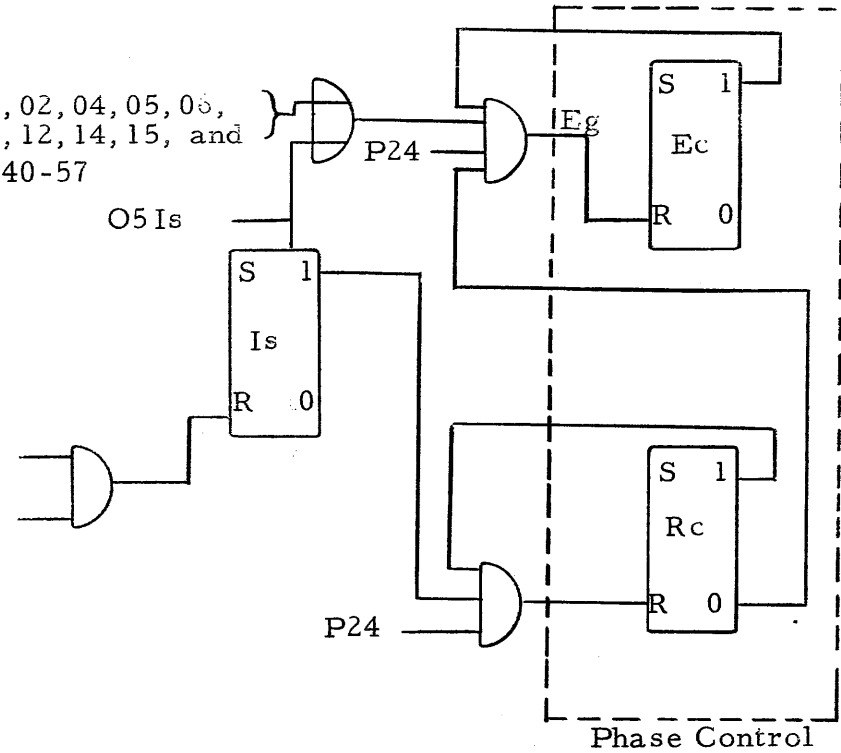 ,02,04,05,06,
,12,14,15, and
40-57
P24
Eg
S 1
Ec
R 0
O5 Is
S 1
Is
R 0
S 1
Rc
R 0
P24
Phase Control